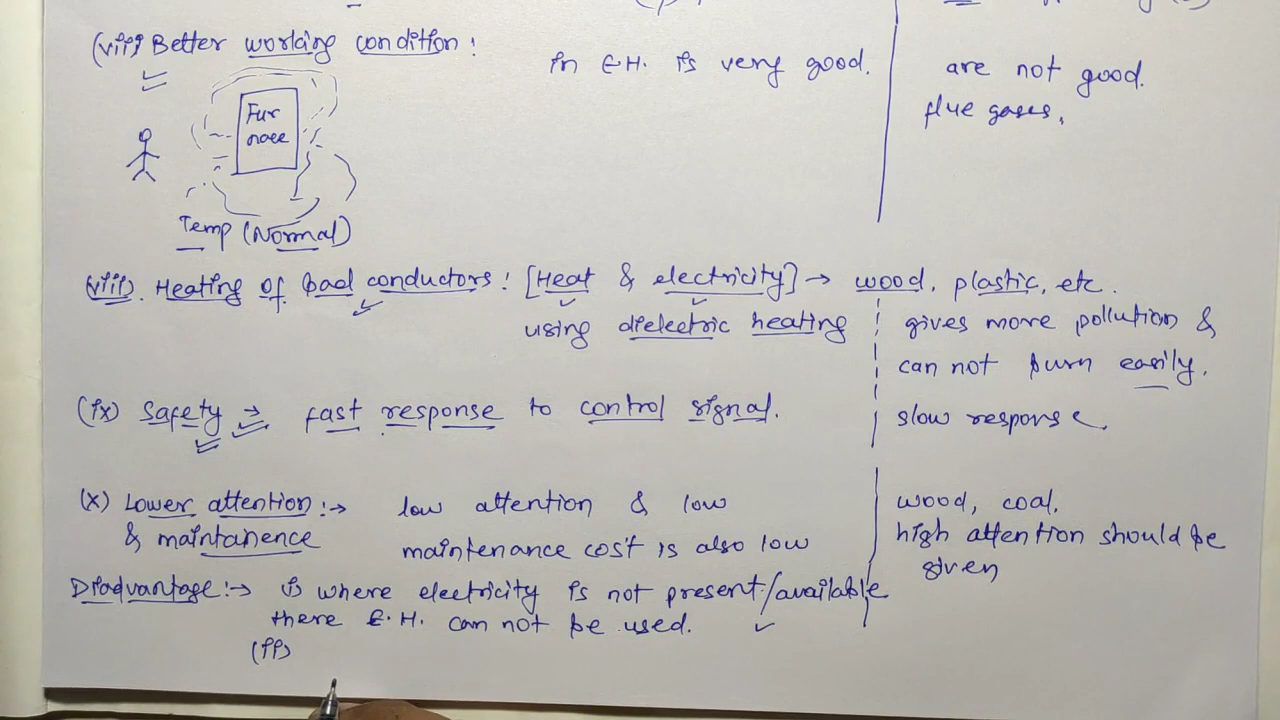 (viii) Better working condition:
in E.H. is very good.
are not good.
flue gases.
Fur
nace
Temp (Normal)
(viii). Heating of bad conductors: [Heat & electricity] → wood, plastic, etc.
using dielectric heating
gives more pollution &
can not burn easily.
(ix) Safety → fast response to control signal.
slow response
(x) Lower attention :→
& maintanence
low attention & low
maintenance cost is also low
wood, coal.
high attention should be
given
Disadvantage :→ i) where electricity is not present/available
there E.H. can not be used.
(ii)